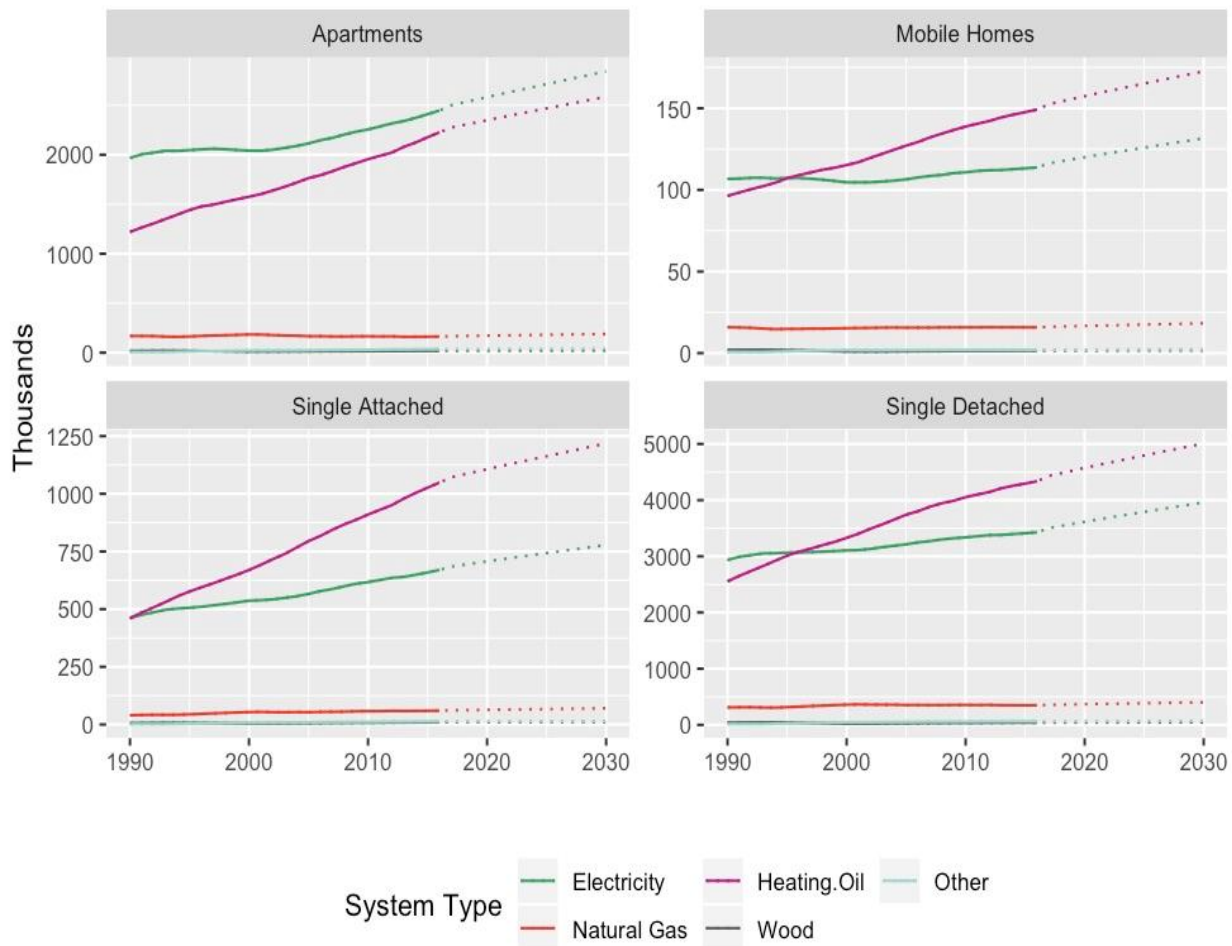 Apartments
Mobile Homes
2000
1000
0
150
100
50
0
Thousands
Single Attached
Single Detached
1250
1000
750
500
250
0
5000
4000
3000
2000
1000
0
1990 2000 2010 2020 2030
1990 2000 2010 2020 2030
System Type
Electricity Heating.Oil Other
Natural Gas Wood